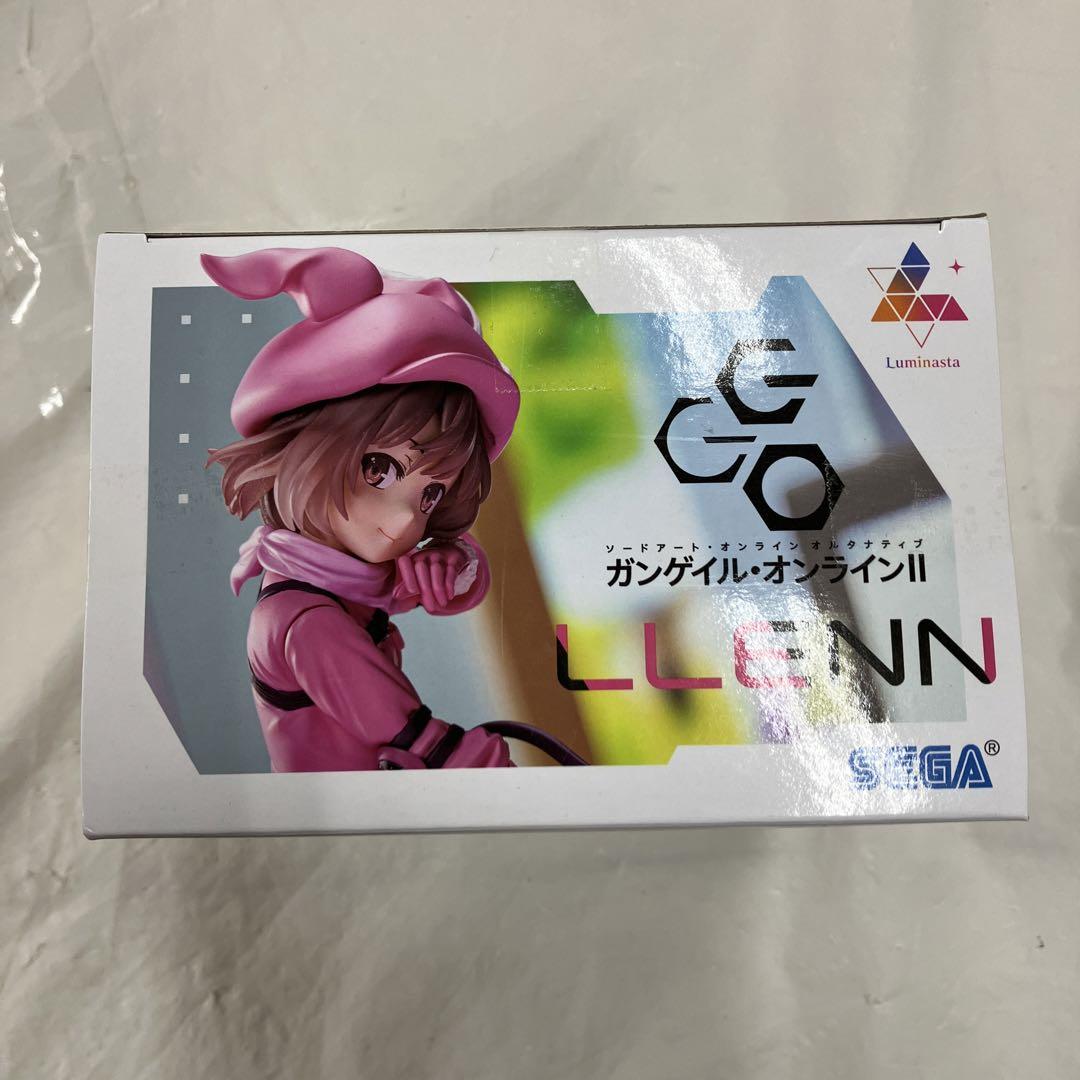 Luminasta
GGO
ソードアート・オンライン オルタナティブ
ガンゲイル・オンラインII
LLENN
SEGA®